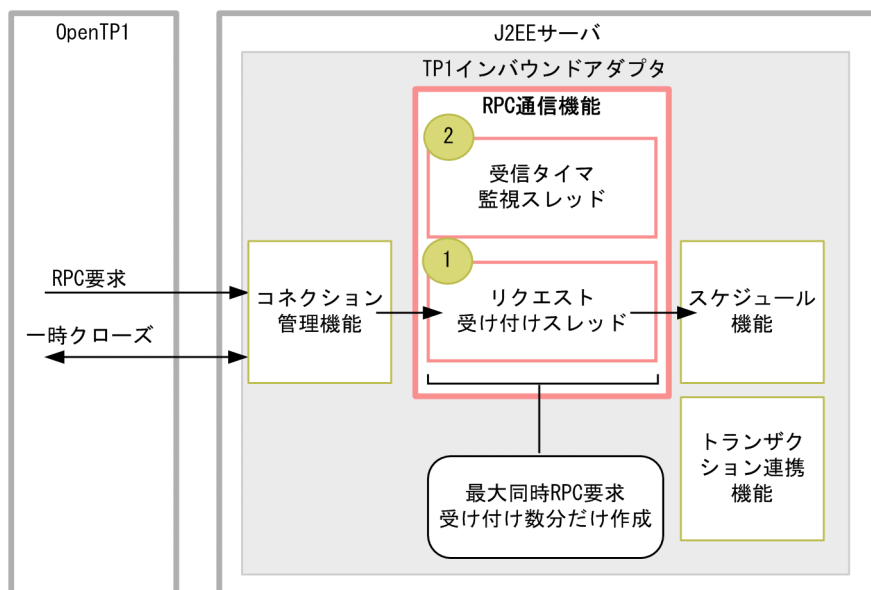 OpenTP1
J2EEサーバ
TP1インバウンドアダプタ
RPC通信機能
2
受信タイマ
監視スレッド
1
リクエスト
受け付けスレッド
RPC要求
一時クローズ
コネクション
管理機能
スケジュール
機能
トランザク
ション連携
機能
最大同時RPC要求
受け付け数分だけ作成